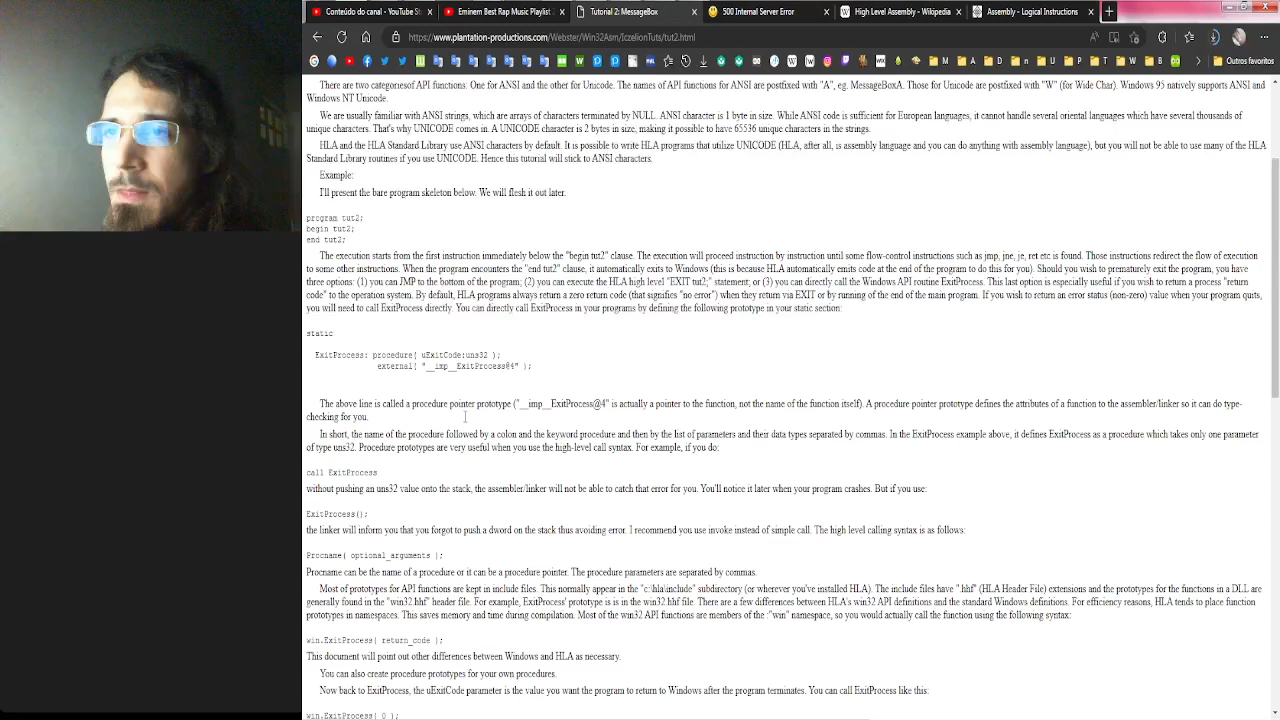 Conteúdo do canal - YouTube St
Eminem Best Rap Music Playlist
Tutorial 2: MessageBox
500 Internal Server Error
High Level Assembly - Wikipedia
Assembly - Logical Instructions
https://www.plantation-productions.com/Webster/Win32Asm/IczelionTuts/tut2.html
Outros favoritos
There are two categoriesof API functions: One for ANSI and the other for Unicode. The names of API functions for ANSI are postfixed with "A", eg. MessageBoxA. Those for Unicode are postfixed with "W" (for Wide Char). Windows 95 natively supports ANSI and
Windows NT Unicode.
We are usually familiar with ANSI strings, which are arrays of characters terminated by NULL. ANSI character is 1 byte in size. While ANSI code is sufficient for European languages, it cannot handle several oriental languages which have several thousands of
unique characters. That's why UNICODE comes in. A UNICODE character is 2 bytes in size, making it possible to have 65536 unique characters in the strings.
HLA and the HLA Standard Library use ANSI characters by default. It is possible to write HLA programs that utilize UNICODE (HLA, after all, is assembly language and you can do anything with assembly language), but you will not be able to use many of the HLA
Standard Library routines if you use UNICODE. Hence this tutorial will stick to ANSI characters.
Example:
I'll present the bare program skeleton below. We will flesh it out later.
program tut2;
begin tut2;
end tut2;
The execution starts from the first instruction immediately below the "begin tut2" clause. The execution will proceed instruction by instruction until some flow-control instructions such as jmp, jne, je, ret etc is found. Those instructions redirect the flow of execution
to some other instructions. When the program encounters the "end tut2" clause, it automatically exits to Windows (this is because HLA automatically emits code at the end of the program to do this for you). Should you wish to prematurely exit the program, you have
three options: (1) you can JMP to the bottom of the program; (2) you can execute the HLA high level "EXIT tut2;" statement; or (3) you can directly call the Windows API routine ExitProcess. This last option is especially useful if you wish to return a process "return
code" to the operation system. By default, HLA programs always return a zero return code (that signifies "no error") when they return via EXIT or by running of the end of the main program. If you wish to return an error status (non-zero) value when your program quits,
you will need to call ExitProcess directly. You can directly call ExitProcess in your programs by defining the following prototype in your static section:
static
ExitProcess: procedure( uExitCode:uns32 );
external( "__imp__ExitProcess@4" );
The above line is called a procedure pointer prototype ("__imp__ExitProcess@4" is actually a pointer to the function, not the name of the function itself). A procedure pointer prototype defines the attributes of a function to the assembler/linker so it can do type-
checking for you.
In short, the name of the procedure followed by a colon and the keyword procedure and then by the list of parameters and their data types separated by commas. In the ExitProcess example above, it defines ExitProcess as a procedure which takes only one parameter
of type uns32. Procedure prototypes are very useful when you use the high-level call syntax. For example, if you do:
call ExitProcess
without pushing an uns32 value onto the stack, the assembler/linker will not be able to catch that error for you. You'll notice it later when your program crashes. But if you use:
ExitProcess();
the linker will inform you that you forgot to push a dword on the stack thus avoiding error. I recommend you use invoke instead of simple call. The high level calling syntax is as follows:
Procname( optional_arguments );
Procname can be the name of a procedure or it can be a procedure pointer. The procedure parameters are separated by commas.
Most of prototypes for API functions are kept in include files. This normally appear in the "c:\hla\include" subdirectory (or wherever you've installed HLA). The include files have ".hhf" (HLA Header File) extensions and the prototypes for the functions in a DLL are
generally found in the "win32.hhf" header file. For example, ExitProcess' prototype is is in the win32.hhf file. There are a few differences between HLA's win32 API definitions and the standard Windows definitions. For efficiency reasons, HLA tends to place function
prototypes in namespaces. This saves memory and time during compilation. Most of the win32 API functions are members of the :"win" namespace, so you would actually call the function using the following syntax:
win.ExitProcess( return_code );
This document will point out other differences between Windows and HLA as necessary.
You can also create procedure prototypes for your own procedures.
Now back to ExitProcess, the uExitCode parameter is the value you want the program to return to Windows after the program terminates. You can call ExitProcess like this:
win.ExitProcess( 0 );